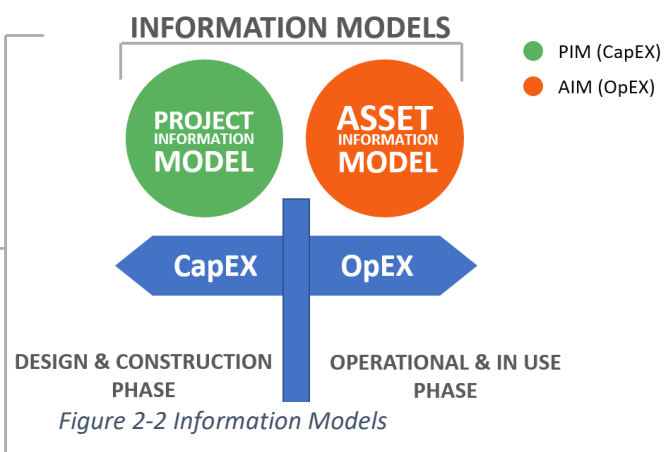 INFORMATION MODELS
PIM (CapEX)
AIM (OpEX)
PROJECT
INFORMATION
MODEL
ASSET
INFORMATION
MODEL
CapEX
OpEX
DESIGN & CONSTRUCTION
PHASE
OPERATIONAL & IN USE
PHASE
Figure 2-2 Information Models